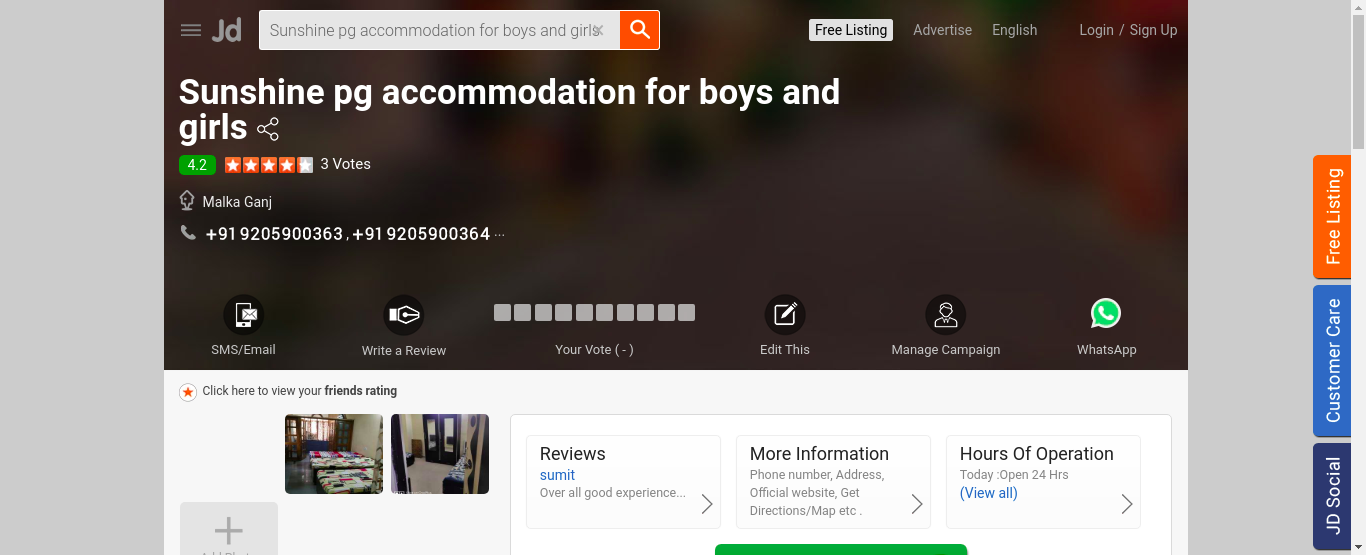 Jd
Sunshine pg accommodation for boys and girls
Free Listing
Advertise
English
Login / Sign Up
Sunshine pg accommodation for boys and
girls
4.2
3 Votes
Malka Ganj
+91 9205900363 , +91 9205900364 ...
SMS/Email
Write a Review
Your Vote ( - )
Edit This
Manage Campaign
WhatsApp
Click here to view your friends rating
Reviews
sumit
Over all good experience...
More Information
Phone number, Address,
Official website, Get
Directions/Map etc .
Hours Of Operation
Today :Open 24 Hrs
(View all)
Free Listing
Customer Care
JD Social